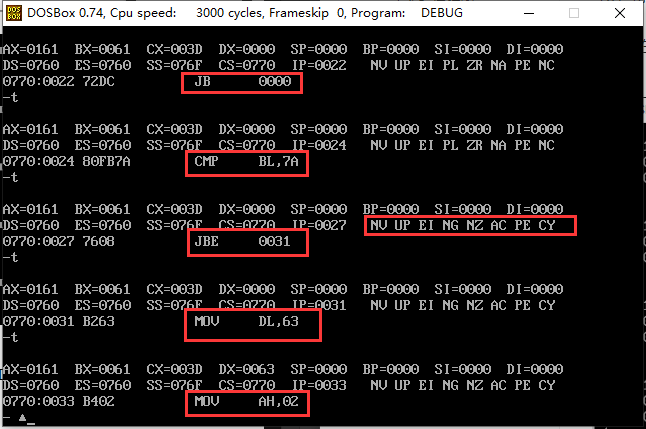 DOSBox 0.74, Cpu speed: 3000 cycles, Frameskip 0, Program: DEBUG
AX=0161 BX=0061 CX=003D DX=0000 SP=0000 BP=0000 SI=0000 DI=0000
DS=0760 ES=0760 SS=076F CS=0770 IP=0022 NV UP EI PL ZR NA PE NC
0770:0022 72DC JB 0000
-t
AX=0161 BX=0061 CX=003D DX=0000 SP=0000 BP=0000 SI=0000 DI=0000
DS=0760 ES=0760 SS=076F CS=0770 IP=0024 NV UP EI PL ZR NA PE NC
0770:0024 80FB7A CMP BL,7A
-t
AX=0161 BX=0061 CX=003D DX=0000 SP=0000 BP=0000 SI=0000 DI=0000
DS=0760 ES=0760 SS=076F CS=0770 IP=0027 NV UP EI NG NZ AC PE CY
0770:0027 7608 JBE 0031
-t
AX=0161 BX=0061 CX=003D DX=0000 SP=0000 BP=0000 SI=0000 DI=0000
DS=0760 ES=0760 SS=076F CS=0770 IP=0031 NV UP EI NG NZ AC PE CY
0770:0031 B263 MOV DL,63
-t
AX=0161 BX=0061 CX=003D DX=0063 SP=0000 BP=0000 SI=0000 DI=0000
DS=0760 ES=0760 SS=076F CS=0770 IP=0033 NV UP EI NG NZ AC PE CY
0770:0033 B402 MOV AH,02
-